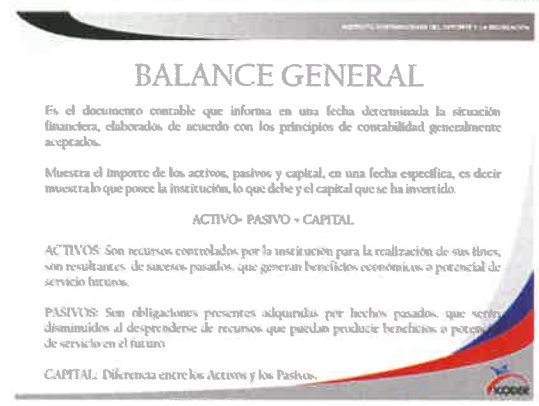 BALANCE GENERAL
Es el documento contable que informa en una fecha determinada la situación
financiera, elaborados de acuerdo con los principios de contabilidad generalmente
aceptados.
Muestra el importe de los activos, pasivos y capital, en una fecha especifica, es decir
muestra lo que posee la institución, lo que debe y el capital que se ha invertido.
ACTIVO= PASIVO + CAPITAL
ACTIVOS: Son recursos controlados por la institución para la realización de sus fines,
son resultantes de sucesos pasados, que generan beneficios económicos o potencial de
servicio futuros.
PASIVOS: Son obligaciones presentes adquiridas por hechos pasados, que serán
disminuidos al desprenderse de recursos que puedan producir beneficios o
de servicio en el futuro
CAPITAL: Diferencia entre los Activos y los Pasivos.